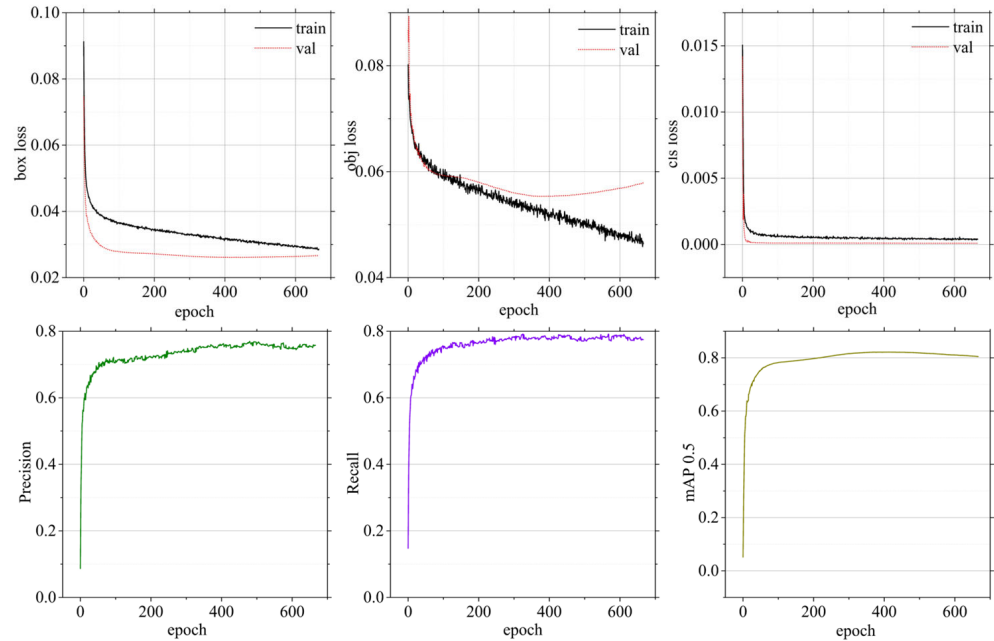 0.10
0.08
0.06
0.04
0.02
box loss
train
val
0 200 400 600
epoch
0.08
0.06
0.04
obj loss
train
val
0 200 400 600
epoch
0.015
0.010
0.005
0.000
cls loss
train
val
0 200 400 600
epoch
0.8
0.6
0.4
0.2
0.0
Precision
0 200 400 600
epoch
0.8
0.6
0.4
0.2
0.0
Recall
0 200 400 600
epoch
0.8
0.6
0.4
0.2
0.0
mAP 0.5
0 200 400 600
epoch